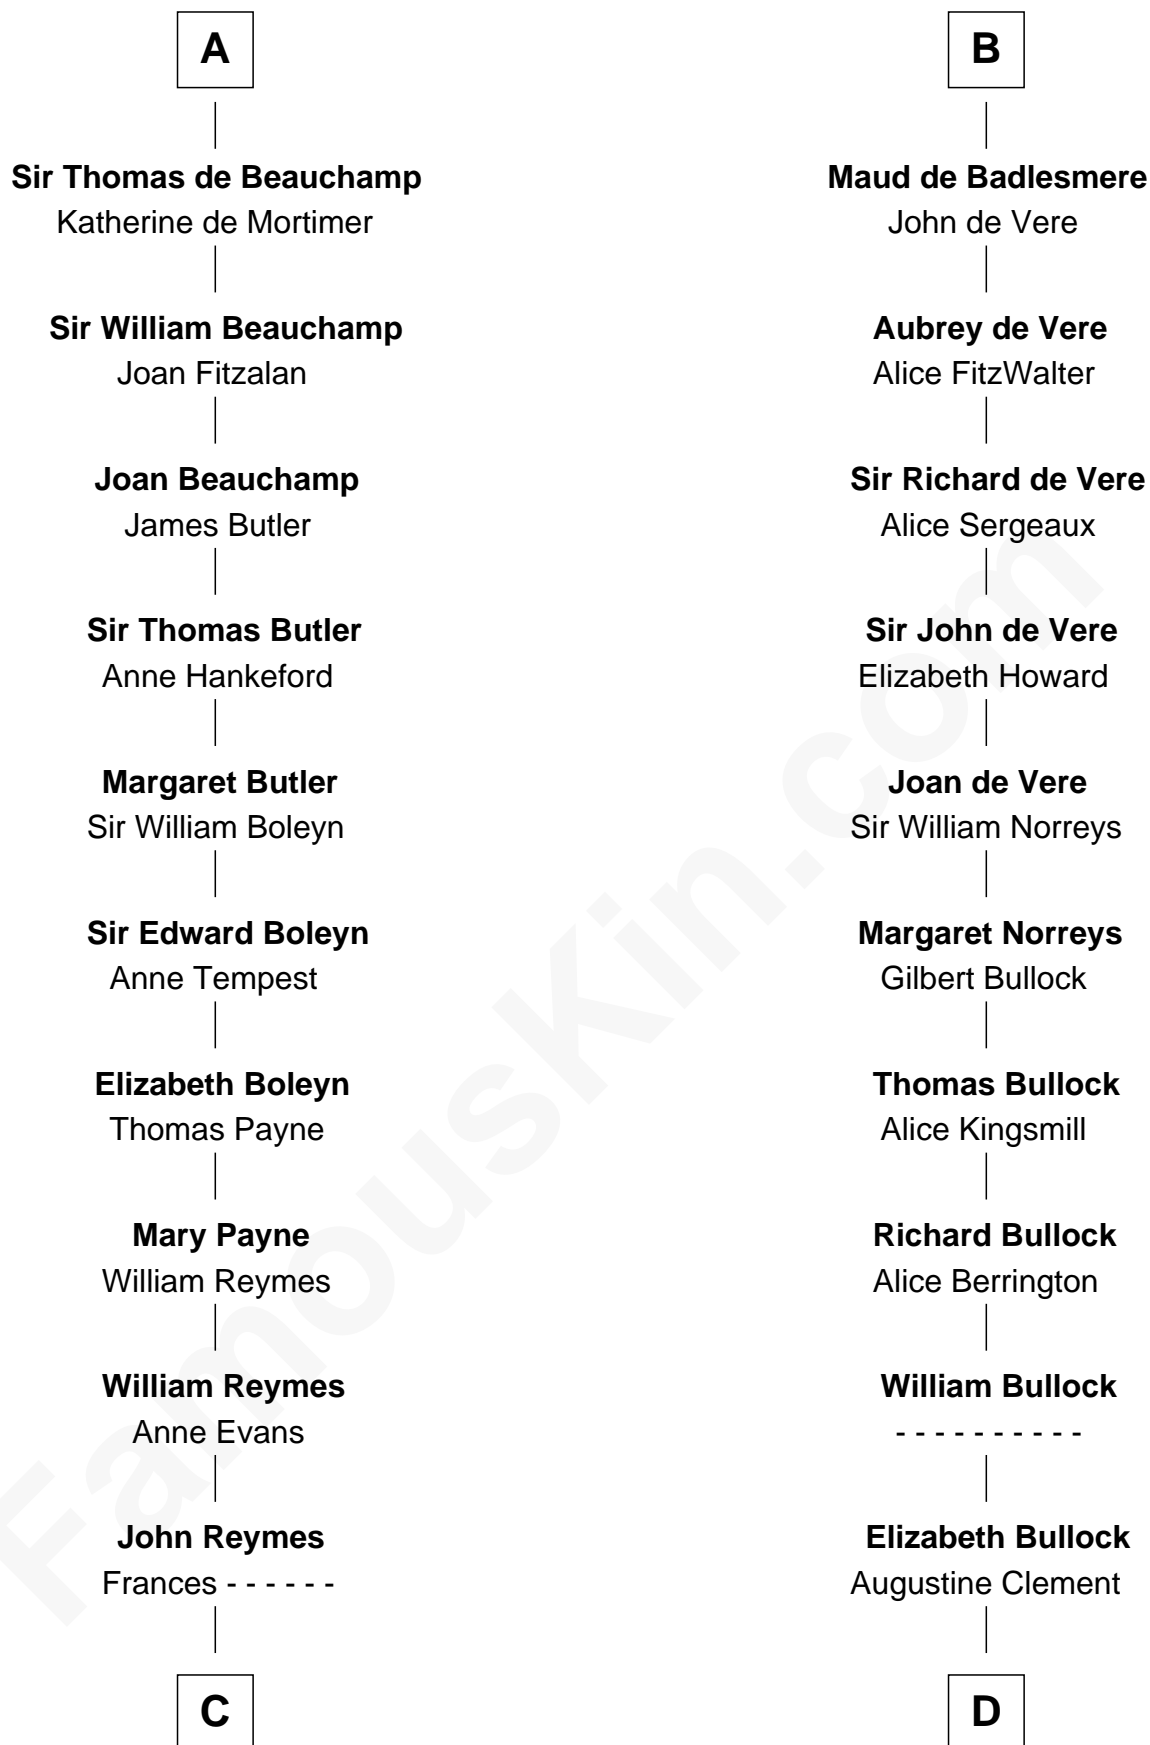 A
Sir Thomas de Beauchamp
Katherine de Mortimer
Sir William Beauchamp
Joan Fitzalan
Joan Beauchamp
James Butler
Sir Thomas Butler
Anne Hankeford
Margaret Butler
Sir William Boleyn
Sir Edward Boleyn
Anne Tempest
Elizabeth Boleyn
Thomas Payne
Mary Payne
William Reymes
William Reymes
Anne Evans
John Reymes
Frances - - - - - -
C
B
Maud de Badlesmere
John de Vere
Aubrey de Vere
Alice FitzWalter
Sir Richard de Vere
Alice Sergeaux
Sir John de Vere
Elizabeth Howard
Joan de Vere
Sir William Norreys
Margaret Norreys
Gilbert Bullock
Thomas Bullock
Alice Kingsmill
Richard Bullock
Alice Berrington
William Bullock
- - - - - - - - - -
Elizabeth Bullock
Augustine Clement
D
FamousKin.com